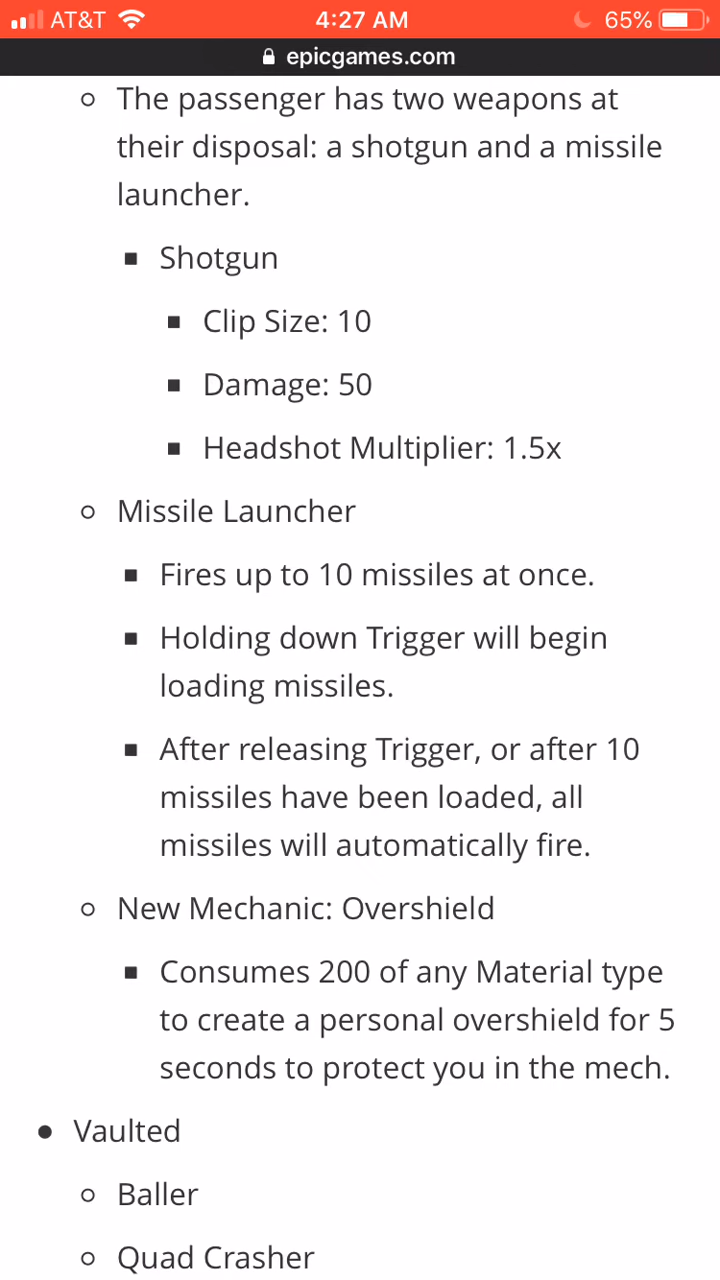 AT&T 4:27 AM 65%
epicgames.com
The passenger has two weapons at
their disposal: a shotgun and a missile
launcher.
Shotgun
Clip Size: 10
Damage: 50
Headshot Multiplier: 1.5x
Missile Launcher
Fires up to 10 missiles at once.
Holding down Trigger will begin
loading missiles.
After releasing Trigger, or after 10
missiles have been loaded, all
missiles will automatically fire.
New Mechanic: Overshield
Consumes 200 of any Material type
to create a personal overshield for 5
seconds to protect you in the mech.
Vaulted
Baller
Quad Crasher